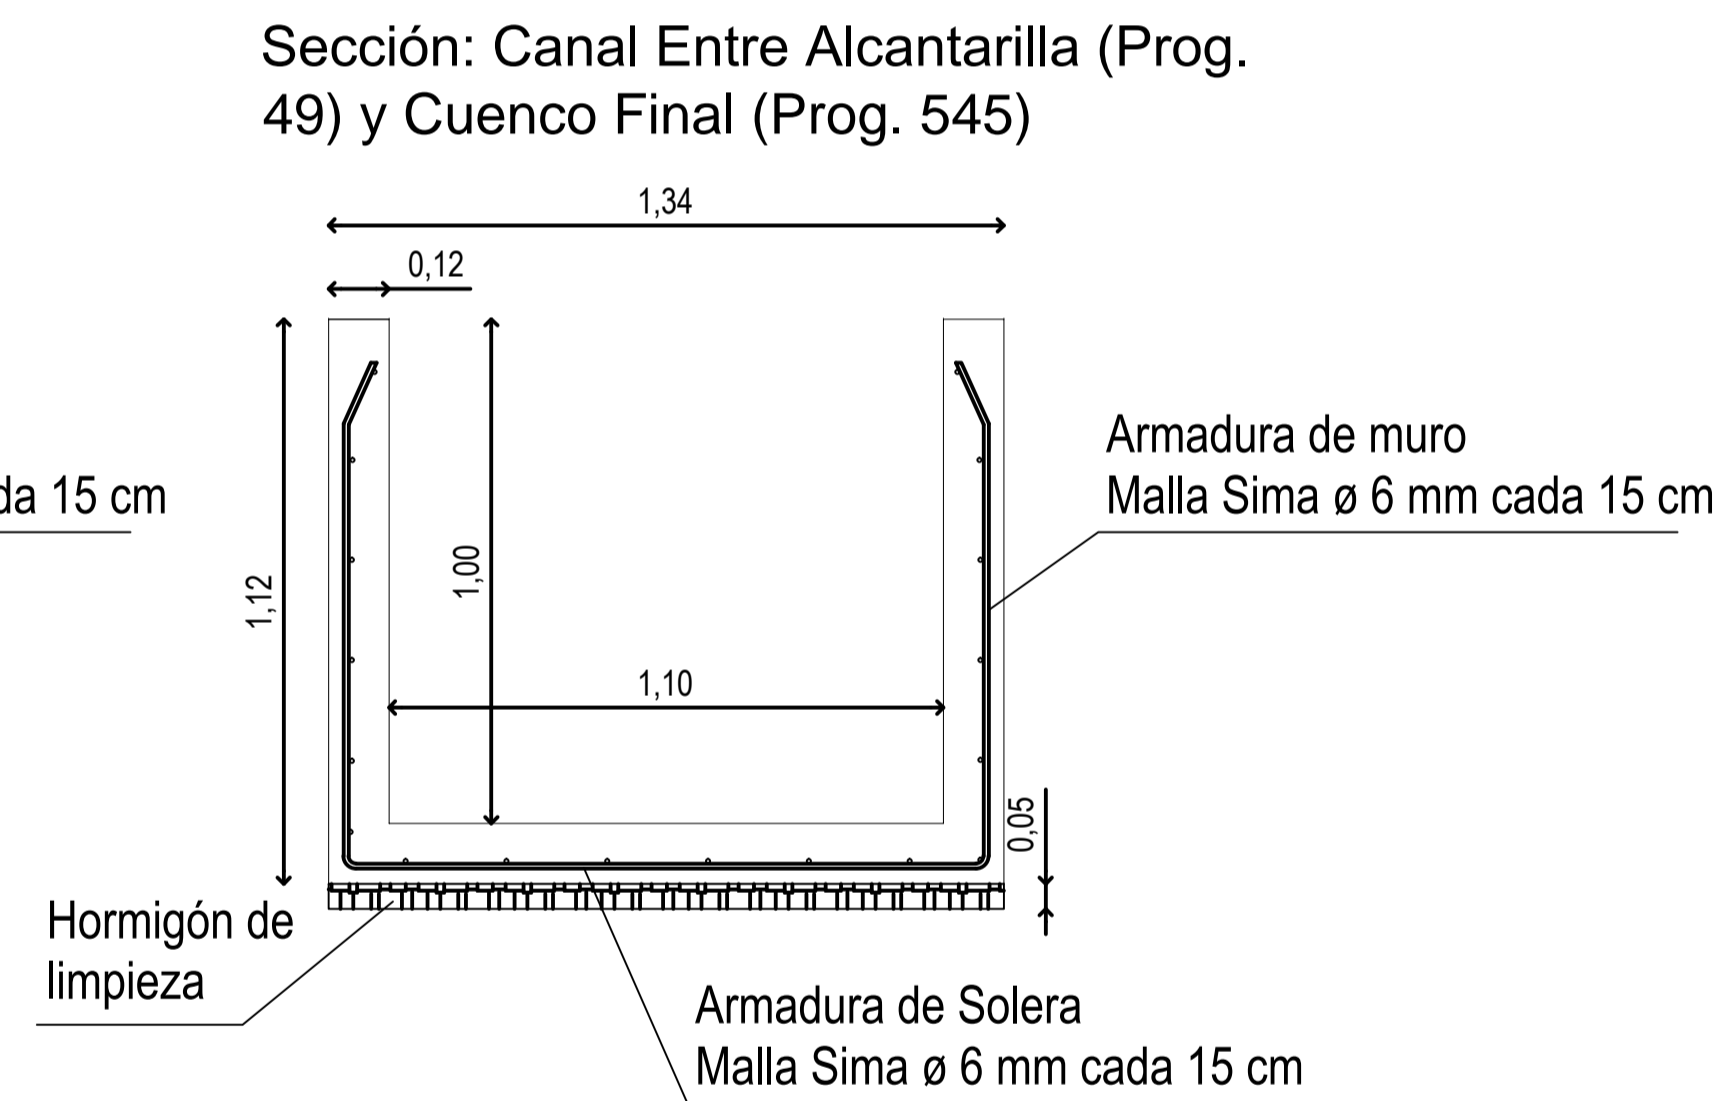 Sección: Canal Entre Alcantarilla (Prog.
49) y Cuenco Final (Prog. 545)
1,34
0,12
Armadura de muro
Malla Sima ø 6 mm cada 15 cm
da 15 cm
1,12
1,00
1,10
0,05
Hormigón de
limpieza
Armadura de Solera
Malla Sima ø 6 mm cada 15 cm